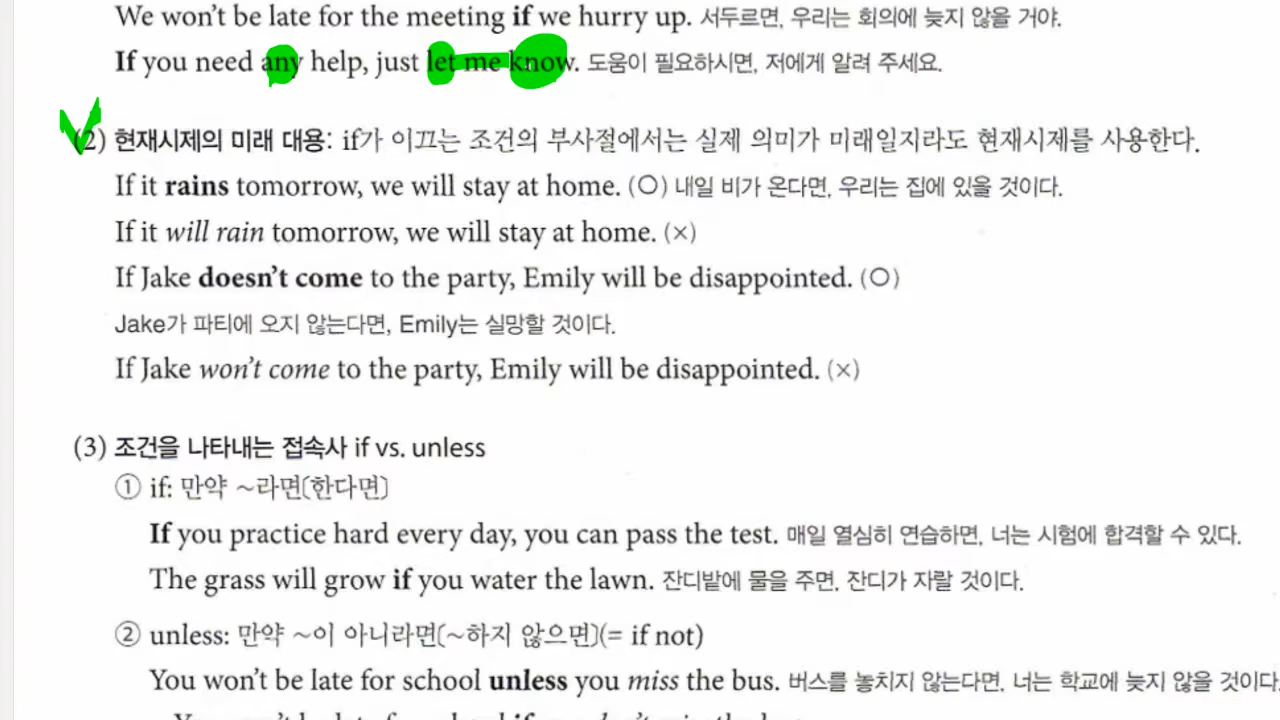 We won't be late for the meeting if we hurry up. 서두르면, 우리는 회의에 늦지 않을 거야.
If you need any help, just let me know. 도움이 필요하시면, 저에게 알려 주세요.
(2) 현재시제의 미래 대용: if가 이끄는 조건의 부사절에서는 실제 의미가 미래일지라도 현재시제를 사용한다.
If it rains tomorrow, we will stay at home. (○) 내일 비가 온다면, 우리는 집에 있을 것이다.
If it will rain tomorrow, we will stay at home. (×)
If Jake doesn't come to the party, Emily will be disappointed. (○)
Jake가 파티에 오지 않는다면, Emily는 실망할 것이다.
If Jake won't come to the party, Emily will be disappointed. (×)
(3) 조건을 나타내는 접속사 if vs. unless
① if: 만약 ~라면[한다면]
If you practice hard every day, you can pass the test. 매일 열심히 연습하면, 너는 시험에 합격할 수 있다.
The grass will grow if you water the lawn. 잔디밭에 물을 주면, 잔디가 자랄 것이다.
② unless: 만약 ~이 아니라면[~하지 않으면](= if not)
You won't be late for school unless you miss the bus. 버스를 놓치지 않는다면, 너는 학교에 늦지 않을 것이다.